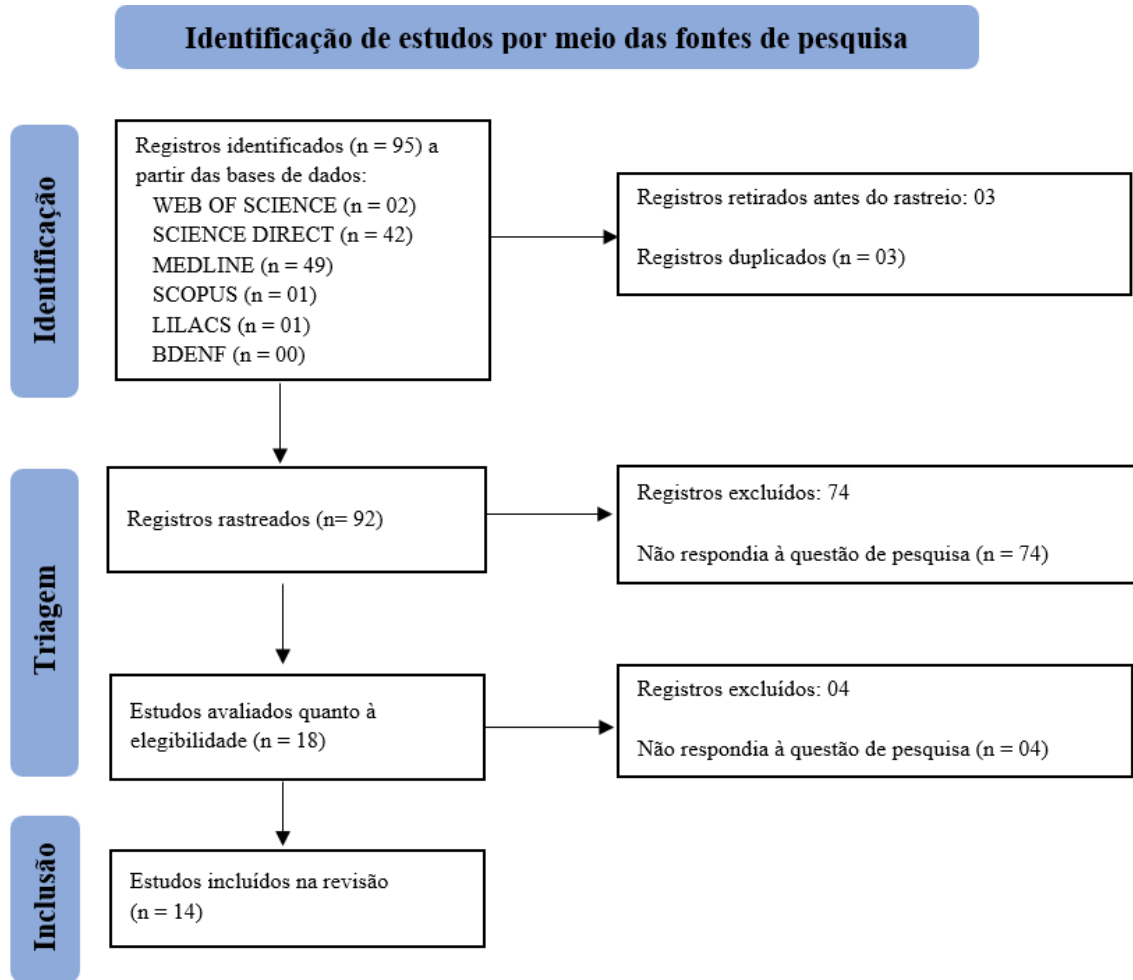 Identificação de estudos por meio das fontes de pesquisa
Identificação
Registros identificados (n = 95) a
partir das bases de dados:
WEB OF SCIENCE (n = 02)
SCIENCE DIRECT (n = 42)
MEDLINE (n = 49)
SCOPUS (n = 01)
LILACS (n = 01)
BDENF (n = 00)
Registros retirados antes do rastreio: 03
Registros duplicados (n = 03)
Triagem
Registros rastreados (n= 92)
Registros excluídos: 74
Não respondia à questão de pesquisa (n = 74)
Estudos avaliados quanto à
elegibilidade (n = 18)
Registros excluídos: 04
Não respondia à questão de pesquisa (n = 04)
Inclusão
Estudos incluídos na revisão
(n = 14)